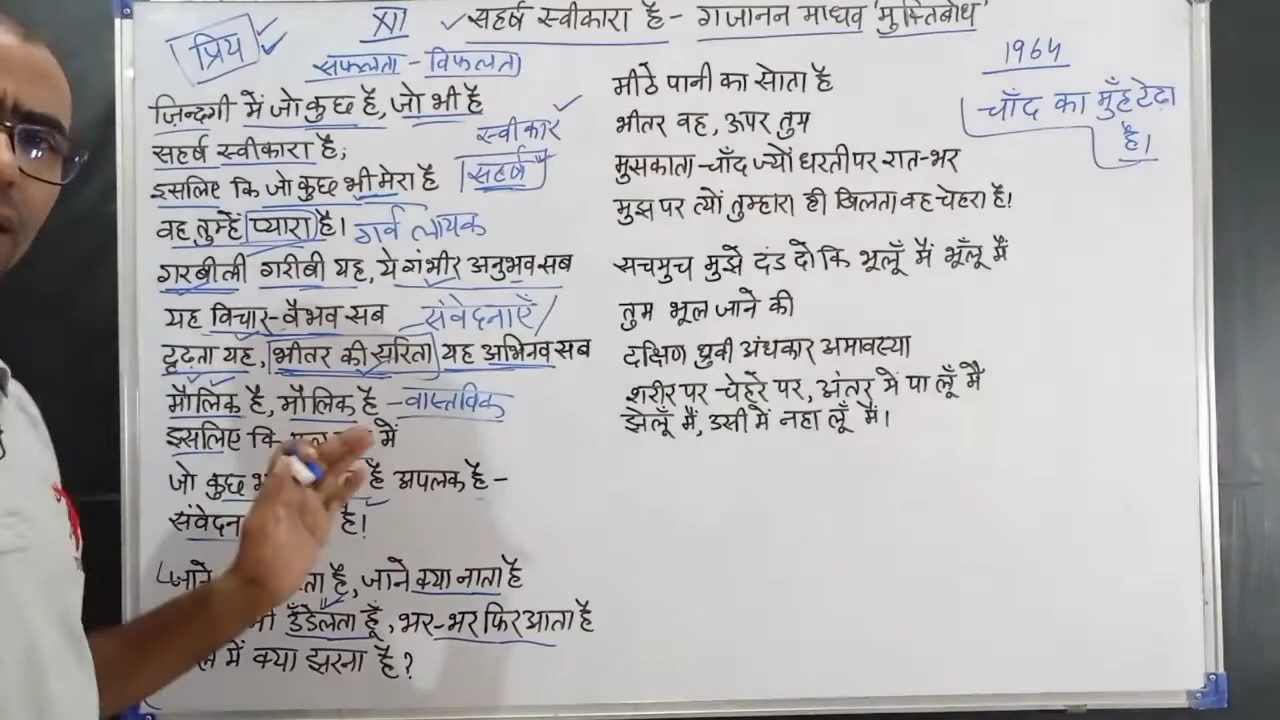 XII ✓ सहर्ष स्वीकारा है - गजानन माधव 'मुक्तिबोध'
प्रिय
सफलता - विफलता
ज़िन्दगी में जो कुछ है, जो भी है
स्वीकार
सहर्ष स्वीकारा है;
सहर्ष
इसलिए कि जो कुछ भी मेरा है
वह तुम्हें प्यारा है।
गर्व लायक
गरबीली गरीबी यह, ये गंभीर अनुभव सब
यह विचार-वैभव सब
संवेदनाएँ
दृढ़ता यह, भीतर की सरिता यह अभिनव सब
मौलिक है, मौलिक है - वास्तविक
इसलिए कि में
जो कुछ है अपलक है -
संवेदन है!
जाने है, जाने क्या नाता है
उँडेलता हूँ, भर-भर फिर आता है
में क्या झरना है?
मीठे पानी का सोता है
भीतर वह, ऊपर तुम
मुसकाता चाँद ज्यों धरती पर रात-भर
मुझ पर त्यों तुम्हारा ही खिलता वह चेहरा है!
सचमुच मुझे दंड दो कि भूलूँ मैं भूलूँ मैं
तुम भूल जाने की
दक्षिण ध्रुवी अंधकार अमावस्या
शरीर पर चेहरे पर, अंतर में पा लूँ मैं
झेलूँ मैं, उसी में नहा लूँ मैं।
1964
चाँद का मुँह टेढ़ा
है।